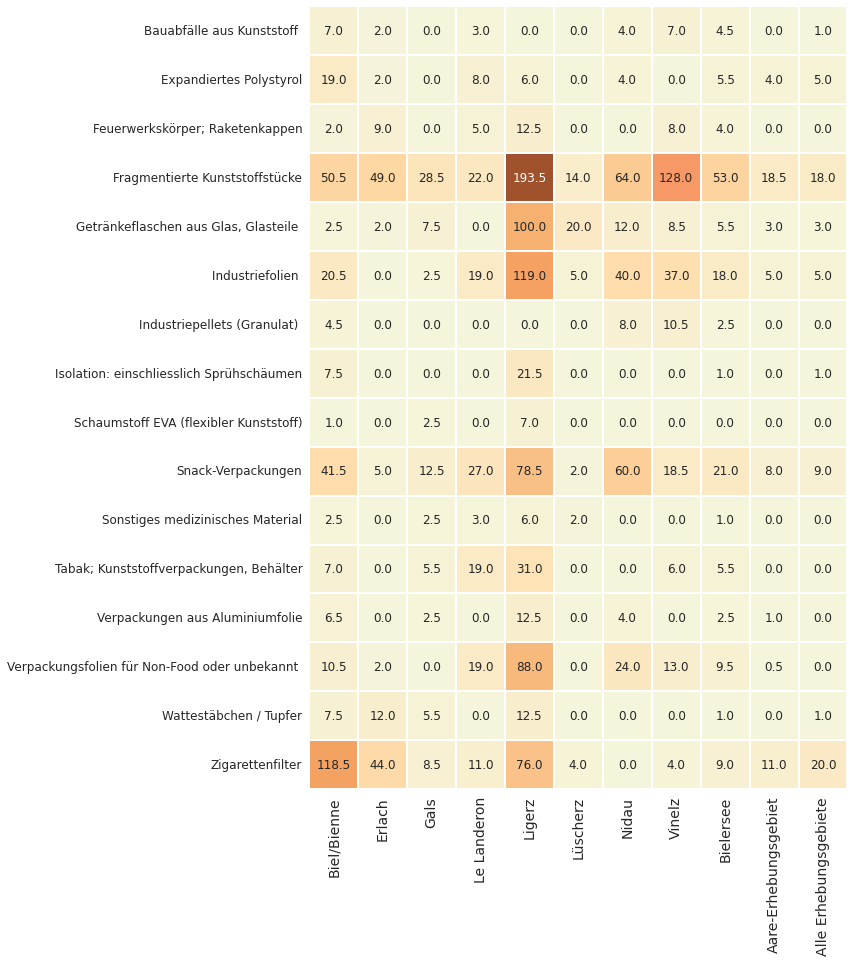 Bauabfälle aus Kunststoff 7.0 2.0 0.0 3.0 0.0 0.0 4.0 7.0 4.5 0.0 1.0
Expandiertes Polystyrol 19.0 2.0 0.0 8.0 6.0 0.0 4.0 0.0 5.5 4.0 5.0
Feuerwerkskörper; Raketenkappen 2.0 9.0 0.0 5.0 12.5 0.0 0.0 8.0 4.0 0.0 0.0
Fragmentierte Kunststoffstücke 50.5 49.0 28.5 22.0 193.5 14.0 64.0 128.0 53.0 18.5 18.0
Getränkeflaschen aus Glas, Glasteile 2.5 2.0 7.5 0.0 100.0 20.0 12.0 8.5 5.5 3.0 3.0
Industriefolien 20.5 0.0 2.5 19.0 119.0 5.0 40.0 37.0 18.0 5.0 5.0
Industriepellets (Granulat) 4.5 0.0 0.0 0.0 0.0 0.0 8.0 10.5 2.5 0.0 0.0
Isolation: einschliesslich Sprühschäumen 7.5 0.0 0.0 0.0 21.5 0.0 0.0 0.0 1.0 0.0 1.0
Schaumstoff EVA (flexibler Kunststoff) 1.0 0.0 2.5 0.0 7.0 0.0 0.0 0.0 0.0 0.0 0.0
Snack-Verpackungen 41.5 5.0 12.5 27.0 78.5 2.0 60.0 18.5 21.0 8.0 9.0
Sonstiges medizinisches Material 2.5 0.0 2.5 3.0 6.0 2.0 0.0 0.0 1.0 0.0 0.0
Tabak; Kunststoffverpackungen, Behälter 7.0 0.0 5.5 19.0 31.0 0.0 0.0 6.0 5.5 0.0 0.0
Verpackungen aus Aluminiumfolie 6.5 0.0 2.5 0.0 12.5 0.0 4.0 0.0 2.5 1.0 0.0
Verpackungsfolien für Non-Food oder unbekannt 10.5 2.0 0.0 19.0 88.0 0.0 24.0 13.0 9.5 0.5 0.0
Wattestäbchen / Tupfer 7.5 12.0 5.5 0.0 12.5 0.0 0.0 0.0 1.0 0.0 1.0
Zigarettenfilter 118.5 44.0 8.5 11.0 76.0 4.0 0.0 4.0 9.0 11.0 20.0
Biel/Bienne
Erlach
Gals
Le Landeron
Ligerz
Lüscherz
Nidau
Vinelz
Bielersee
Aare-Erhebungsgebiet
Alle Erhebungsgebiete